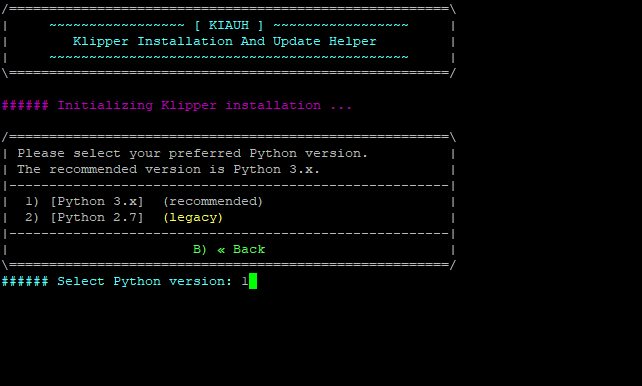 /=======================================================\
|     ~~~~~~~~~~~~~~~~~ [ KIAUH ] ~~~~~~~~~~~~~~~~~     |
|        Klipper Installation And Update Helper         |
|     ~~~~~~~~~~~~~~~~~~~~~~~~~~~~~~~~~~~~~~~~~~~~~     |
\=======================================================/
###### Initializing Klipper installation ...
/=======================================================\
| Please select your preferred Python version.          |
| The recommended version is Python 3.x.                |
|-------------------------------------------------------|
|  1) [Python 3.x]  (recommended)                       |
|  2) [Python 2.7]  (legacy)                            |
|-------------------------------------------------------|
|                       B) « Back                       |
\=======================================================/
###### Select Python version: 1